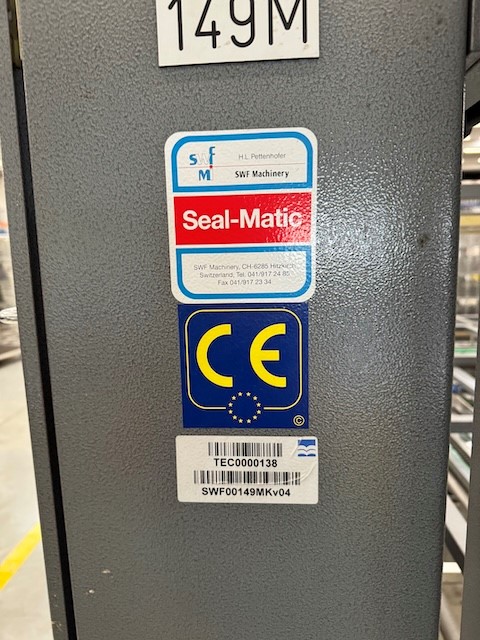 149M
SWF
M
H.L. Pettenhofer
SWF Machinery
Seal-Matic
SWF Machinery, CH-6285 Hitzkirch
Switzerland, Tel. 041/917 24 85
Fax 041/917 23 34
CE
©
TEC0000138
SWF00149MKv04